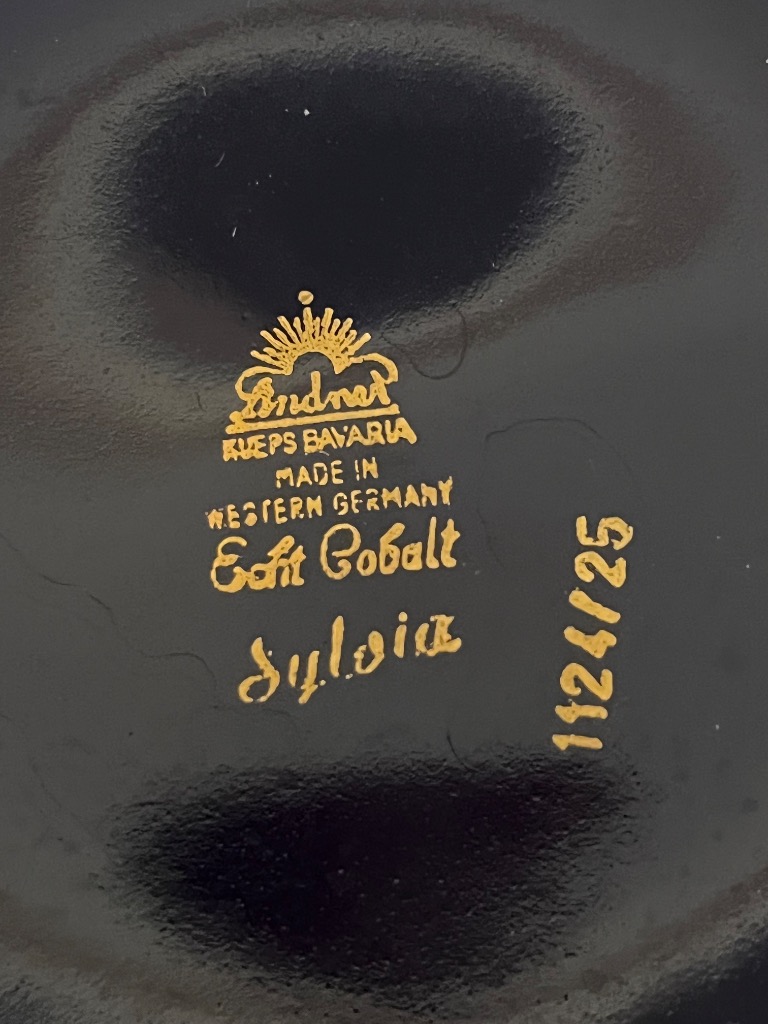 Lindner
KUEPS BAVARIA
MADE IN
WESTERN GERMANY
Echt Cobalt
Sylvia
1124/25